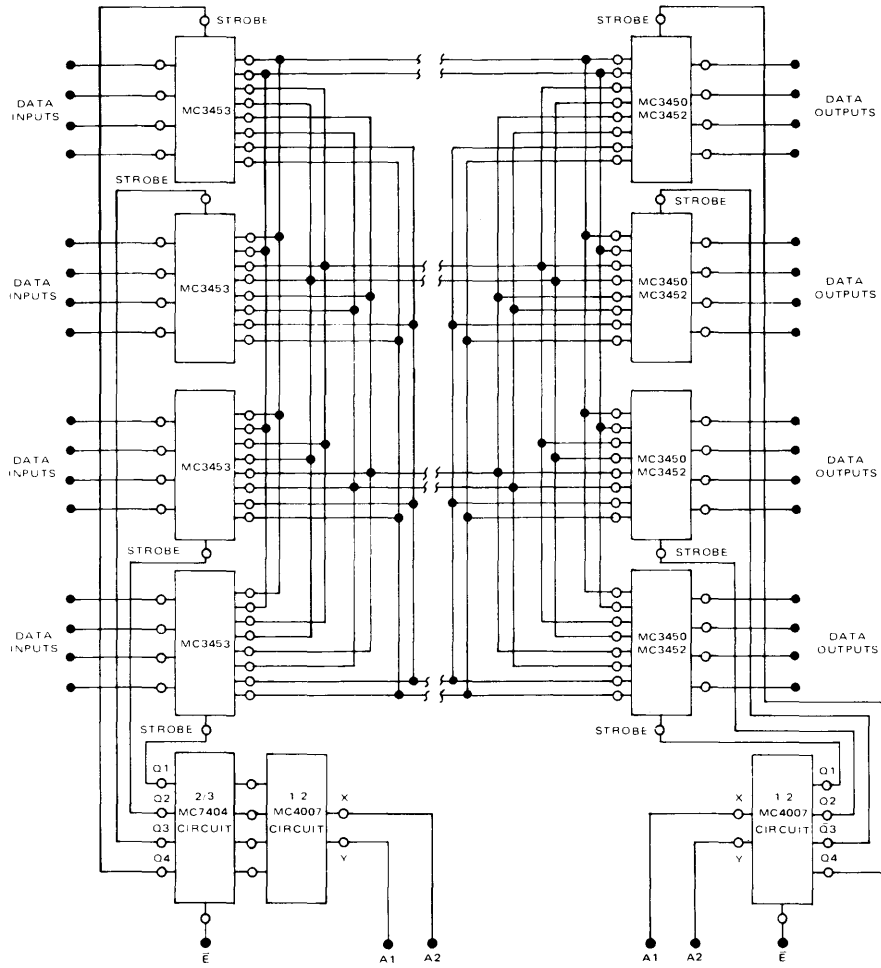 STROBE
MC3453
DATA
INPUTS
MC3450
MC3452
DATA
OUTPUTS
STROBE
STROBE
MC3453
DATA
INPUTS
MC3450
MC3452
DATA
OUTPUTS
MC3453
DATA
INPUTS
MC3450
MC3452
DATA
OUTPUTS
STROBE
STROBE
MC3453
DATA
INPUTS
MC3450
MC3452
DATA
OUTPUTS
STROBE
STROBE
Q1
Q2
Q3
Q4
2/3
MC7404
CIRCUIT
1 2
MC4007
CIRCUIT
X
Y
X
Y
1 2
MC4007
CIRCUIT
Q1
Q2
Q̄3
Q4
Ē
A1
A2
A1
A2
Ē
STROBE